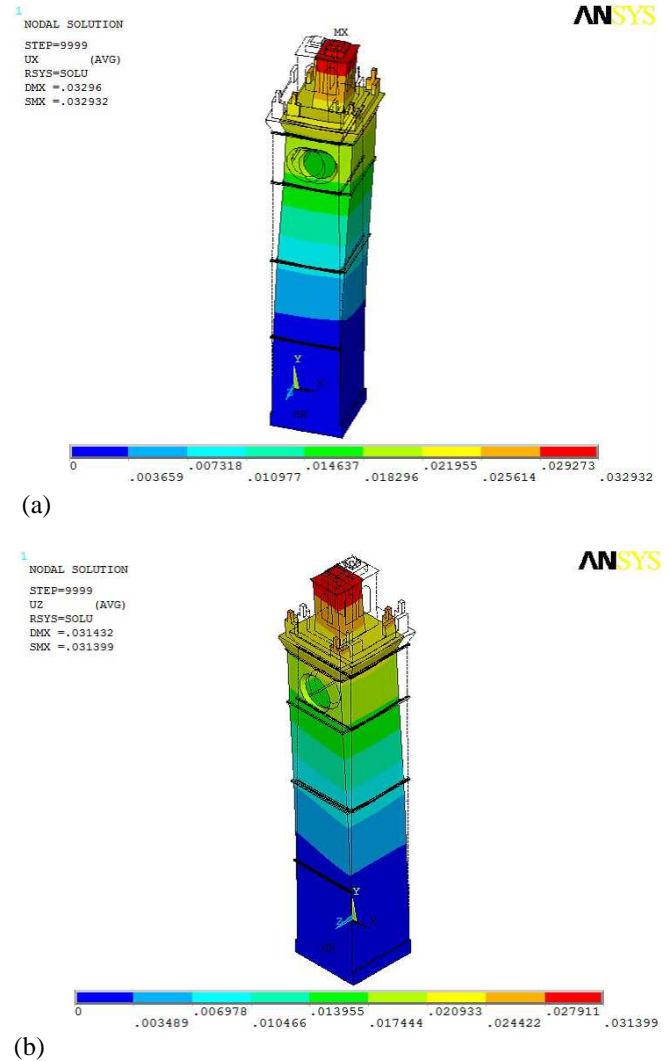 1
NODAL SOLUTION
STEP=9999
UX (AVG)
RSYS=SOLU
DMX =.03296
SMX =.032932
ANSYS
MX
Y
X
Z
0 .003659 .007318 .010977 .014637 .018296 .021955 .025614 .029273 .032932
(a)
1
NODAL SOLUTION
STEP=9999
UZ (AVG)
RSYS=SOLU
DMX =.031432
SMX =.031399
ANSYS
Y
Z X
0 .003489 .006978 .010466 .013955 .017444 .020933 .024422 .027911 .031399
(b)